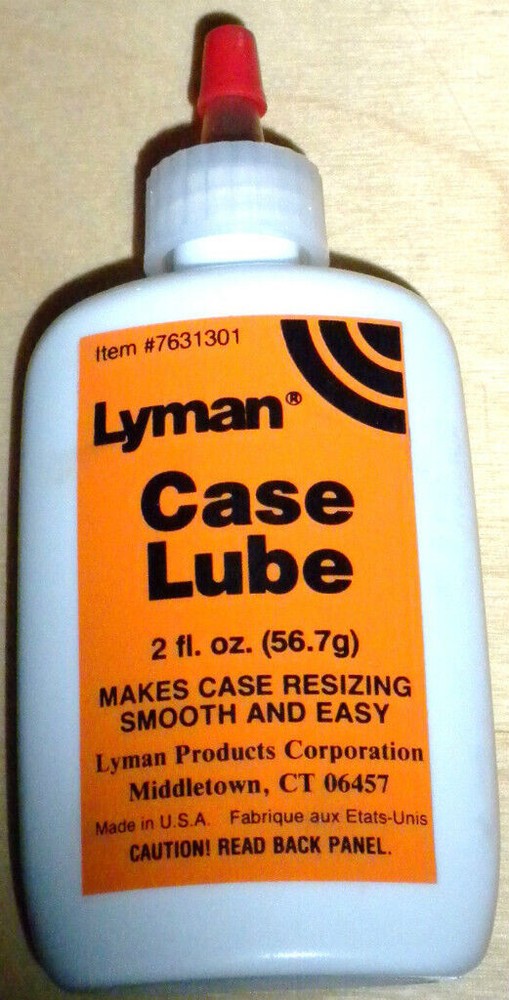 Item #7631301
Lyman®
Case
Lube
2 fl. oz. (56.7g)
MAKES CASE RESIZING
SMOOTH AND EASY
Lyman Products Corporation
Middletown, CT 06457
Made in U.S.A. Fabrique aux Etats-Unis
CAUTION! READ BACK PANEL.